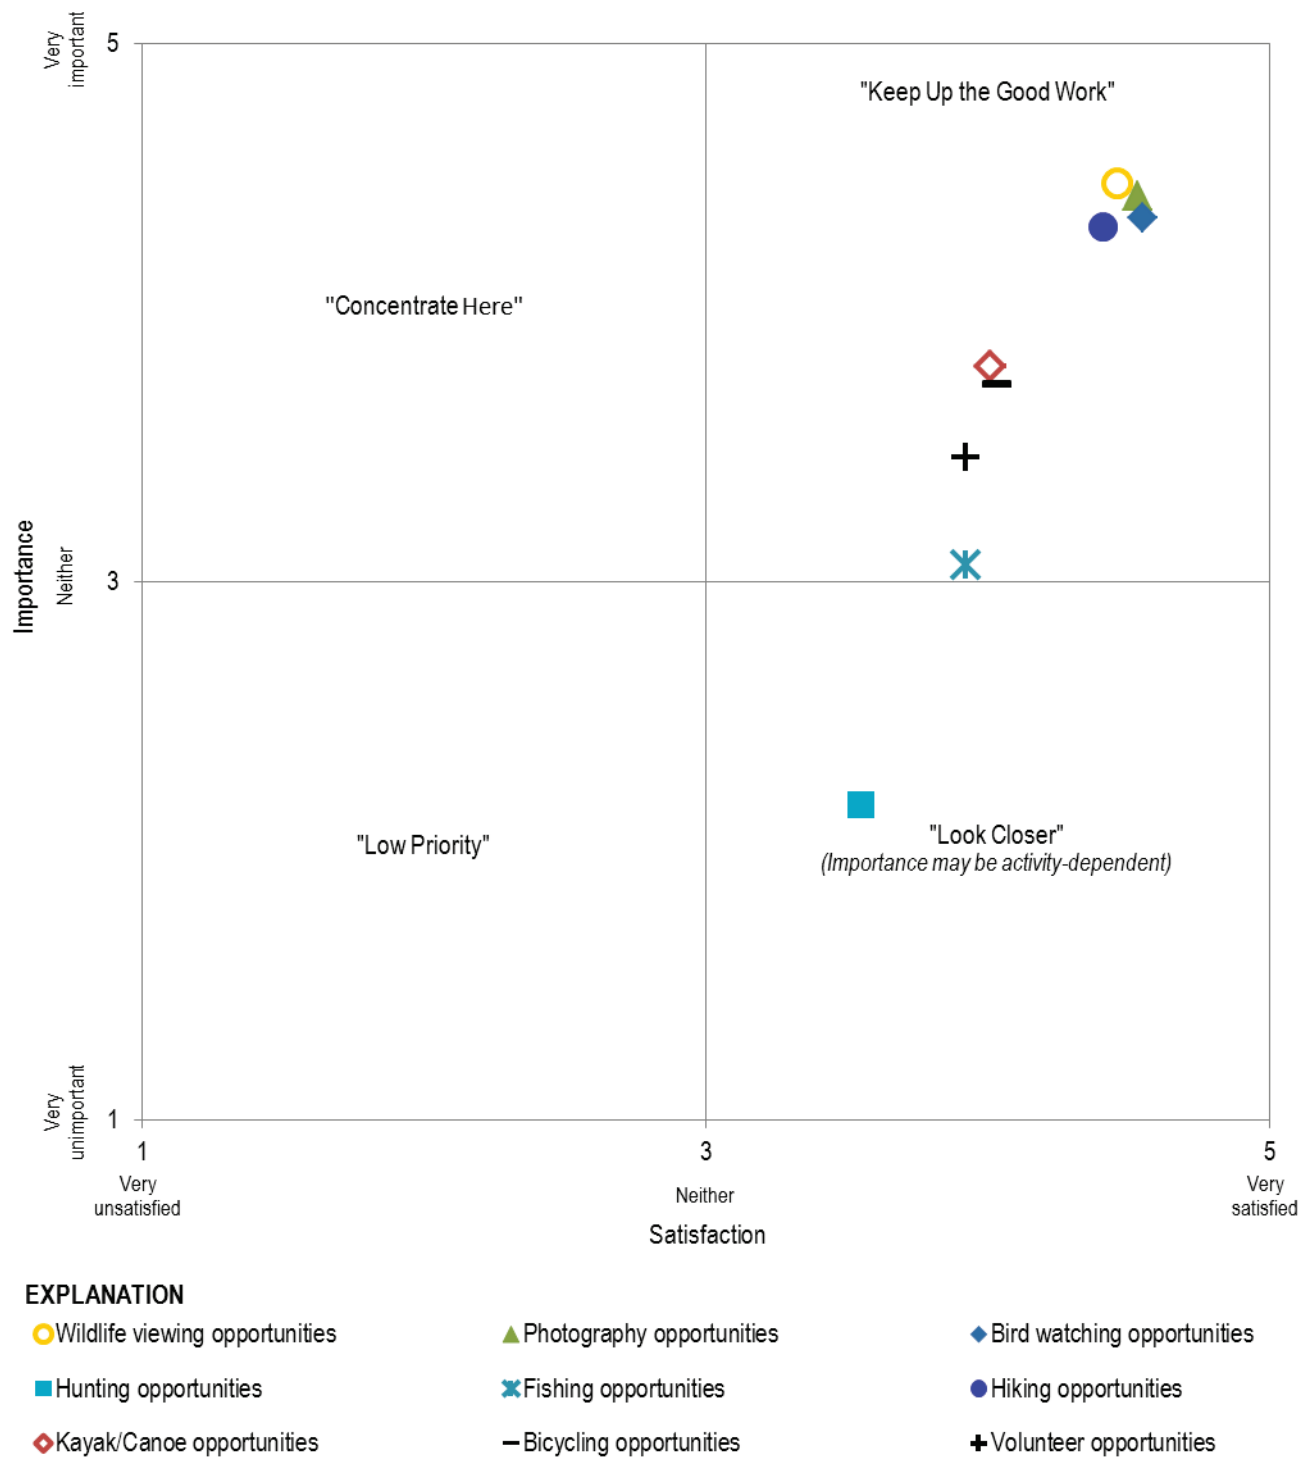 Very
important
5
"Keep Up the Good Work"
"Concentrate Here"
Importance
Neither
3
"Low Priority"
"Look Closer"
(Importance may be activity-dependent)
Very
unimportant
1
1
3
5
Very
unsatisfied
Neither
Very
satisfied
Satisfaction
EXPLANATION
Wildlife viewing opportunities
Photography opportunities
Bird watching opportunities
Hunting opportunities
Fishing opportunities
Hiking opportunities
Kayak/Canoe opportunities
Bicycling opportunities
Volunteer opportunities